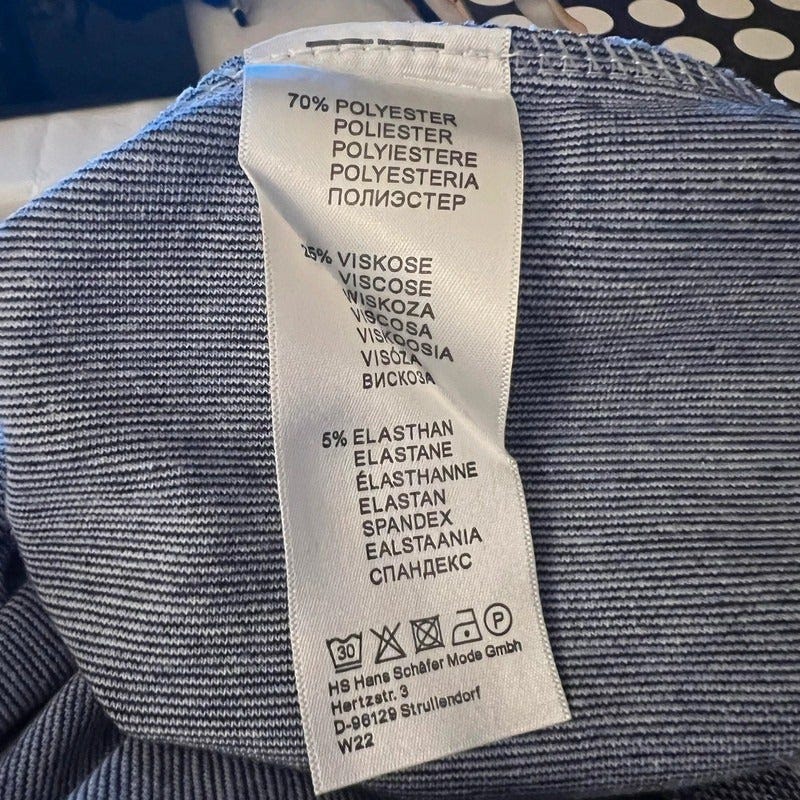 70% POLYESTER
POLIESTER
POLYIESTERE
POLYESTERIA
ПОЛИЭСТЕР
25% VISKOSE
VISCOSE
WISKOZA
VISCOSA
VISKOOSIA
VISÓZA
ВИСКОЗА
5% ELASTHAN
ELASTANE
ÉLASTHANNE
ELASTAN
SPANDEX
EALSTAANIA
СПАНДЕКС
30 P
HS Hans Schäfer Mode Gmbh
Hertzstr. 3
D-96129 Strullendorf
W22